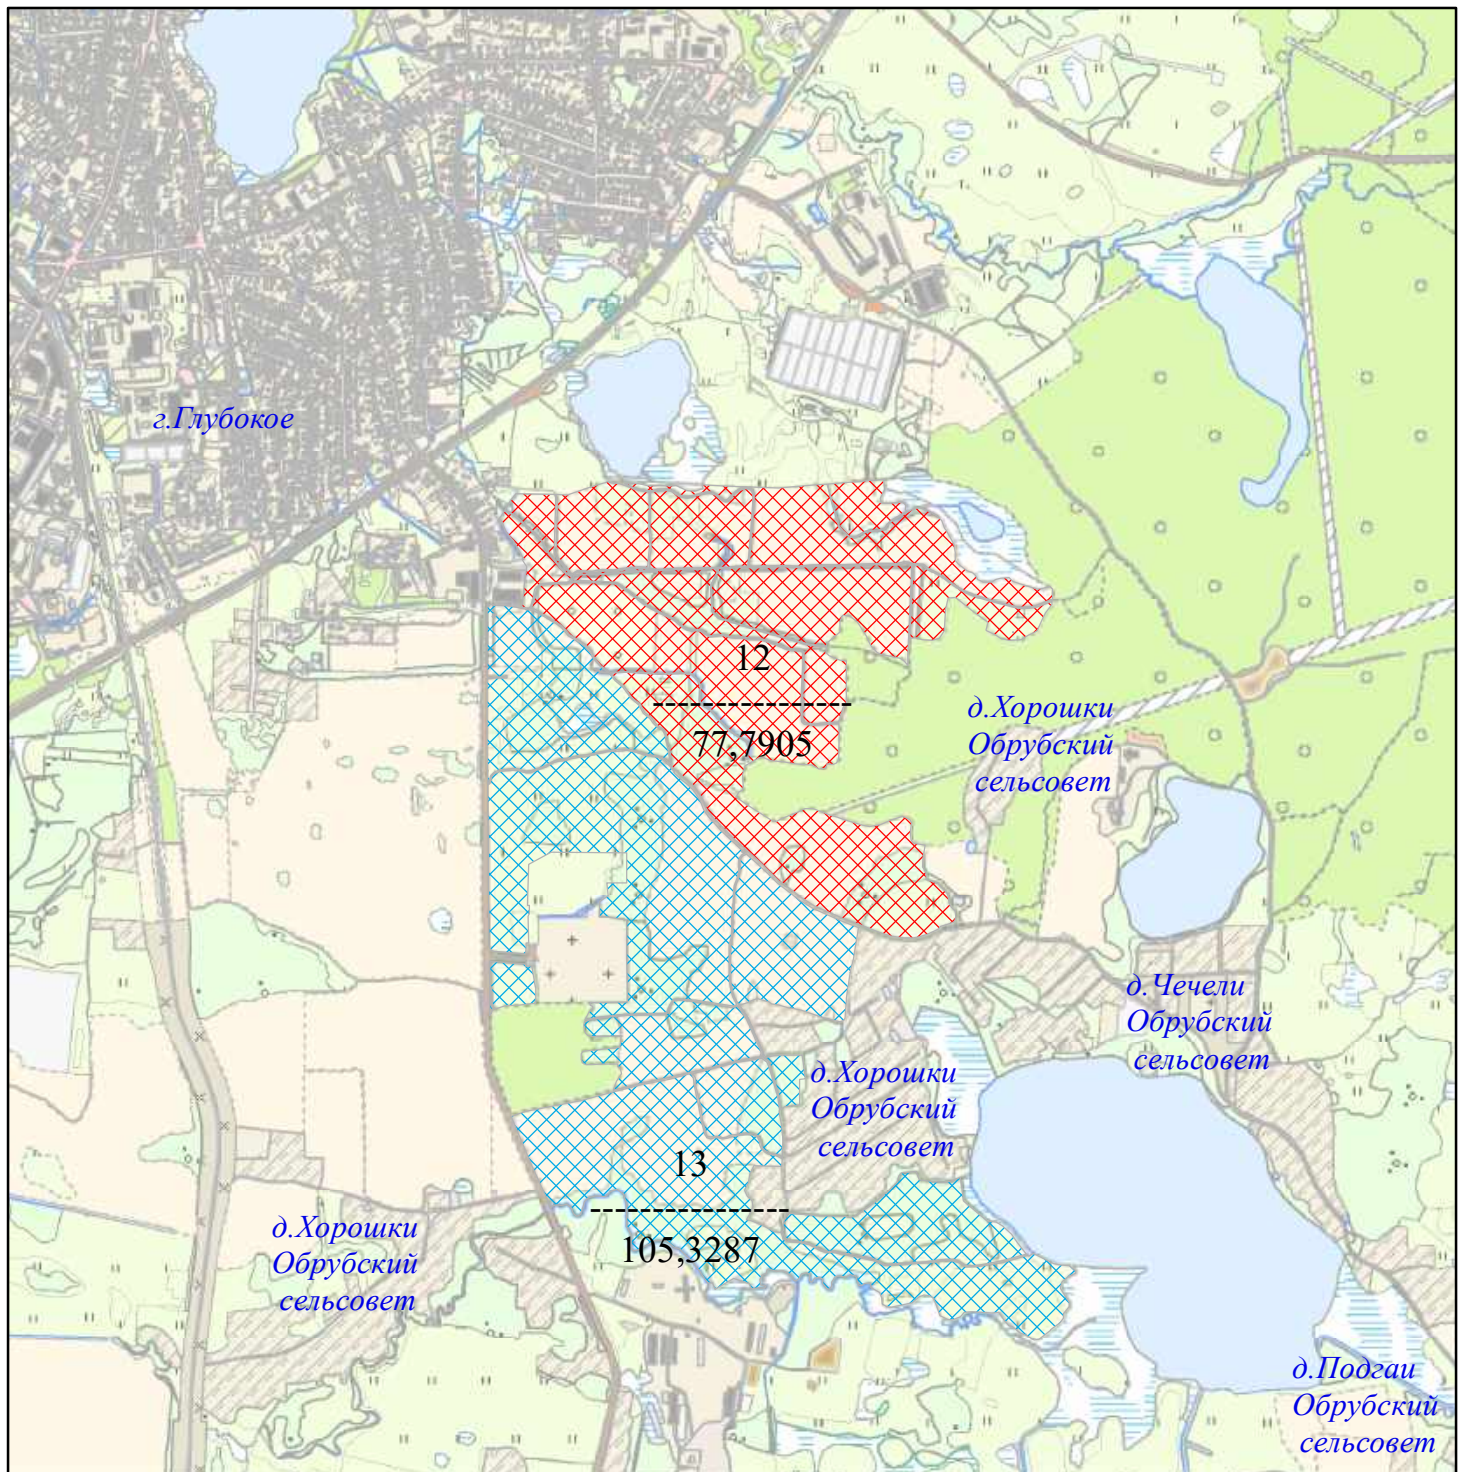 г.Глубокое
12
77,7905
д.Хорошки
Обрубский
сельсовет
д.Чечели
Обрубский
сельсовет
д.Хорошки
Обрубский
сельсовет
13
105,3287
д.Хорошки
Обрубский
сельсовет
д.Подгаи
Обрубский
сельсовет